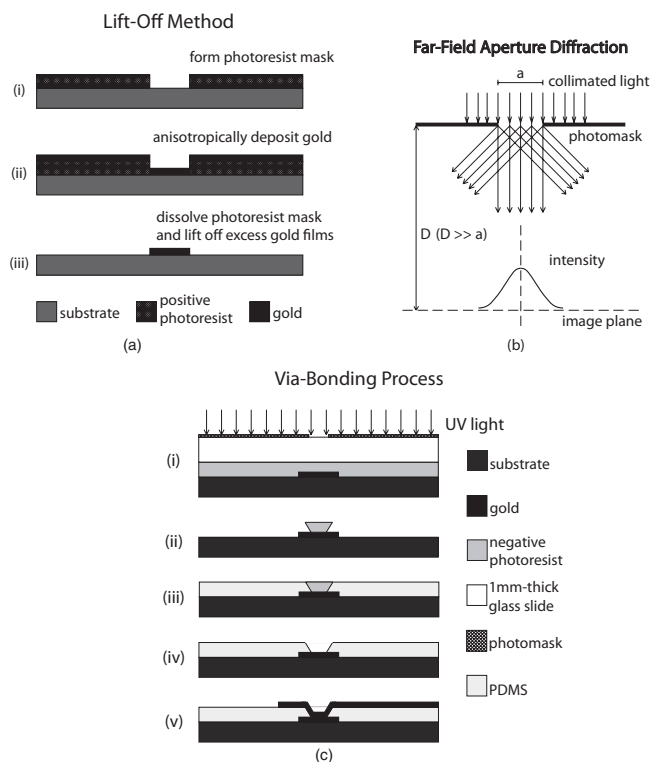 Lift-Off Method
form photoresist mask
(i)
anisotropically deposit gold
(ii)
dissolve photoresist mask
and lift off excess gold films
(iii)
substrate
positive
photoresist
gold
(a)
Far-Field Aperture Diffraction
a
collimated light
photomask
D (D >> a)
intensity
image plane
(b)
Via-Bonding Process
UV light
(i)
(ii)
(iii)
(iv)
(v)
substrate
gold
negative
photoresist
1mm-thick
glass slide
photomask
PDMS
(c)